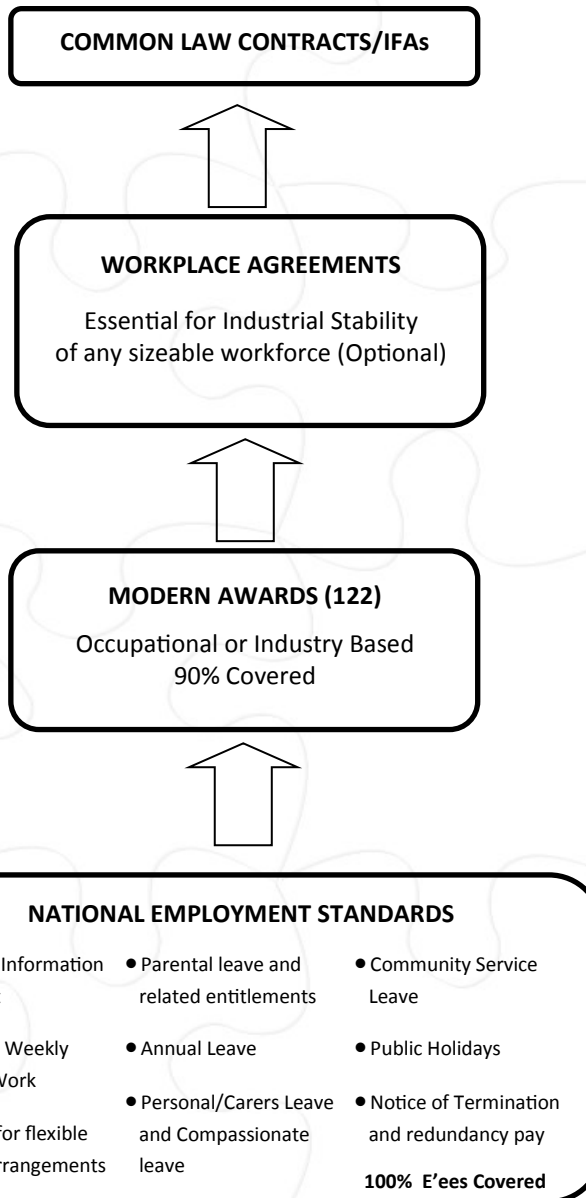 COMMON LAW CONTRACTS/IFAs
WORKPLACE AGREEMENTS
Essential for Industrial Stability
of any sizeable workforce (Optional)
MODERN AWARDS (122)
Occupational or Industry Based
90% Covered
NATIONAL EMPLOYMENT STANDARDS
Information
Weekly
Work
for flexible
arrangements
• Parental leave and
related entitlements
• Annual Leave
• Personal/Carers Leave
and Compassionate
leave
• Community Service
Leave
• Public Holidays
• Notice of Termination
and redundancy pay
100% E'ees Covered